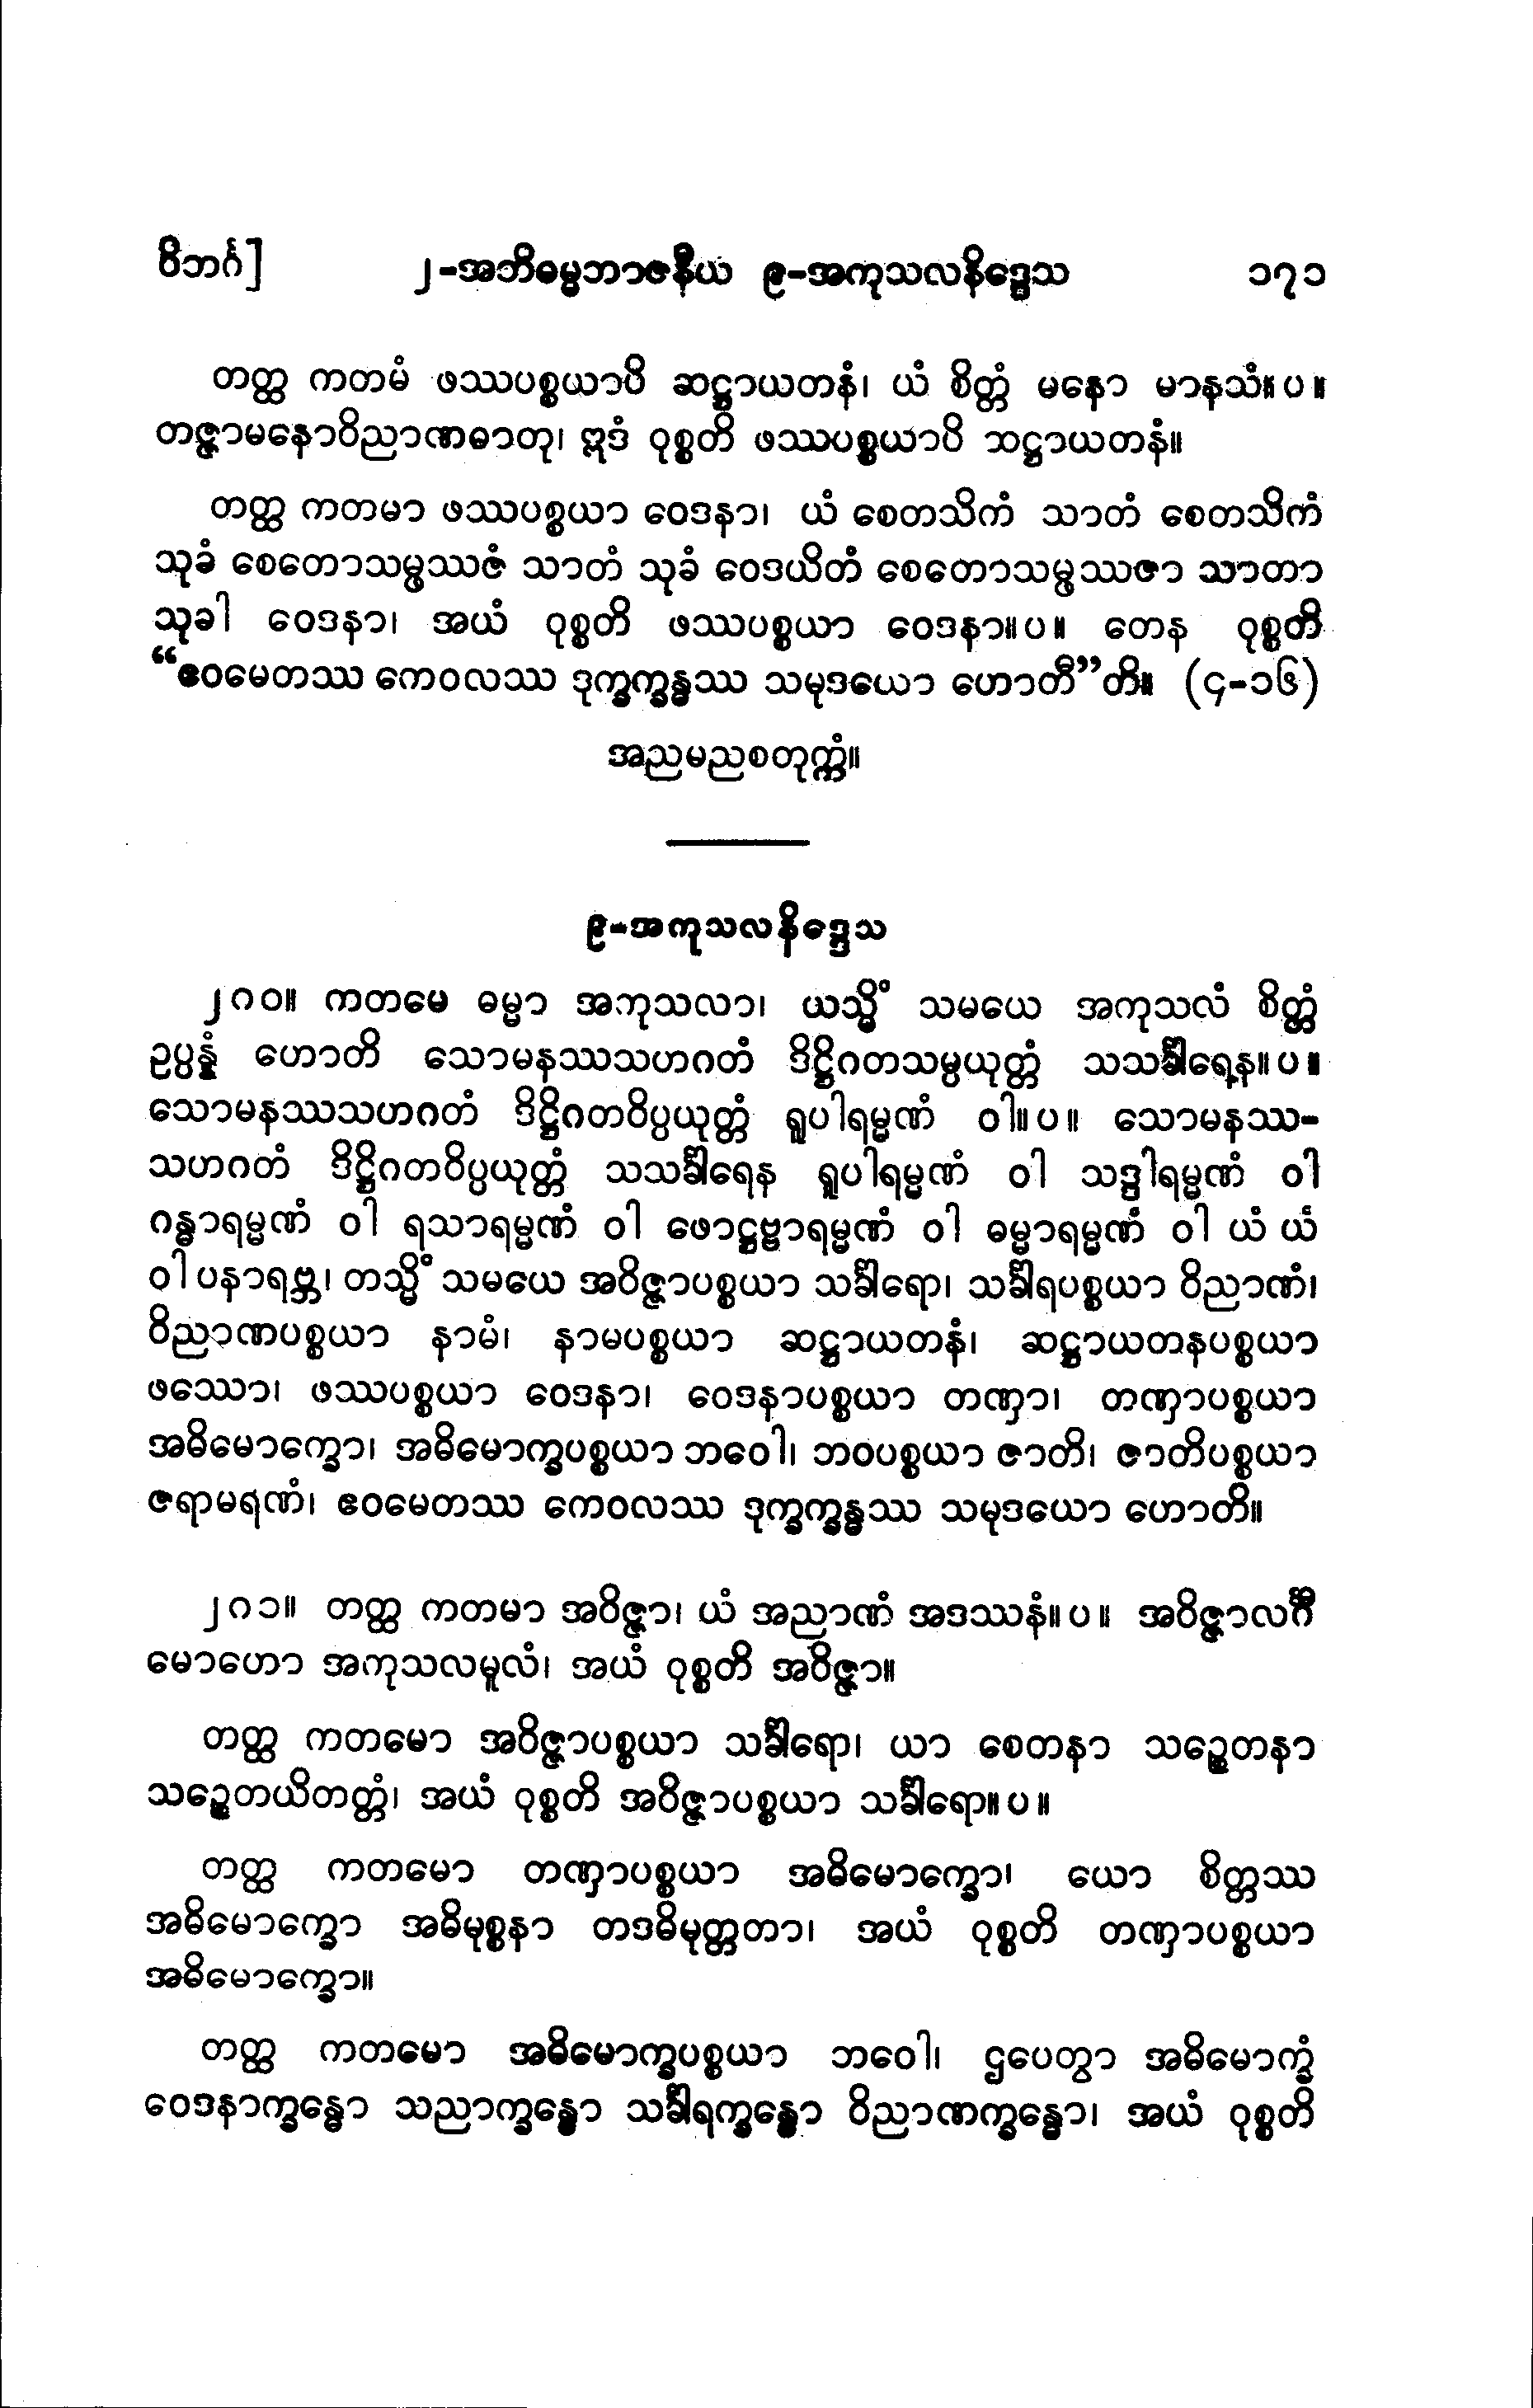 ဝိဘင်္ဂ] ၂-အဘိဓမ္မဘာဇနီယ ၉-အကုသလနိဒ္ဒေသ ၁၇၁
တတ္ထ ကတမံ ဖဿပစ္စယာပိ ဆဋ္ဌာယတနံ၊ ယံ စိတ္တံ မနော မာနသံ။ပ။
တဇ္ဇာမနောဝိညာဏဓာတု၊ ဣဒံ ဝုစ္စတိ ဖဿပစ္စယာပိ ဆဋ္ဌာယတနံ။
တတ္ထ ကတမာ ဖဿပစ္စယာ ဝေဒနာ၊ ယံ စေတသိကံ သာတံ စေတသိကံ
သုခံ စေတောသမ္ဖဿဇံ သာတံ သုခံ ဝေဒယိတံ စေတောသမ္ဖဿဇာ သာတာ
သုခါ ဝေဒနာ၊ အယံ ဝုစ္စတိ ဖဿပစ္စယာ ဝေဒနာ။ပ။ တေန ဝုစ္စတိ
“ဧဝမေတဿ ကေဝလဿ ဒုက္ခက္ခန္ဓဿ သမုဒယော ဟောတီ”တိ။ (၄-၁၆)
အညမညစတုက္ကံ။
၉-အကုသလနိဒ္ဒေသ
၂၈၀။ ကတမေ ဓမ္မာ အကုသလာ၊ ယသ္မိံ သမယေ အကုသလံ စိတ္တံ
ဥပ္ပန္နံ ဟောတိ သောမနဿသဟဂတံ ဒိဋ္ဌိဂတသမ္ပယုတ္တံ သသင်္ခါရေန။ပ။
သောမနဿသဟဂတံ ဒိဋ္ဌိဂတဝိပ္ပယုတ္တံ ရူပါရမ္မဏံ ဝါ။ပ။ သောမနဿ-
သဟဂတံ ဒိဋ္ဌိဂတဝိပ္ပယုတ္တံ သသင်္ခါရေန ရူပါရမ္မဏံ ဝါ သဒ္ဒါရမ္မဏံ ဝါ
ဂန္ဓာရမ္မဏံ ဝါ ရသာရမ္မဏံ ဝါ ဖောဋ္ဌဗ္ဗာရမ္မဏံ ဝါ ဓမ္မာရမ္မဏံ ဝါ ယံ ယံ
ဝါ ပနာရဗ္ဘ၊ တသ္မိံ သမယေ အဝိဇ္ဇာပစ္စယာ သင်္ခါရော၊ သင်္ခါရပစ္စယာ ဝိညာဏံ၊
ဝိညာဏပစ္စယာ နာမံ၊ နာမပစ္စယာ ဆဋ္ဌာယတနံ၊ ဆဋ္ဌာယတနပစ္စယာ
ဖဿော၊ ဖဿပစ္စယာ ဝေဒနာ၊ ဝေဒနာပစ္စယာ တဏှာ၊ တဏှာပစ္စယာ
အဓိမောက္ခော၊ အဓိမောက္ခပစ္စယာ ဘဝေါ၊ ဘဝပစ္စယာ ဇာတိ၊ ဇာတိပစ္စယာ
ဇရာမရဏံ၊ ဧဝမေတဿ ကေဝလဿ ဒုက္ခက္ခန္ဓဿ သမုဒယော ဟောတိ။
၂၈၁။ တတ္ထ ကတမာ အဝိဇ္ဇာ၊ ယံ အညာဏံ အဒဿနံ။ပ။ အဝိဇ္ဇာလင်္ဂီ
မောဟော အကုသလမူလံ၊ အယံ ဝုစ္စတိ အဝိဇ္ဇာ။
တတ္ထ ကတမော အဝိဇ္ဇာပစ္စယာ သင်္ခါရော၊ ယာ စေတနာ သဉ္စေတနာ
သဉ္စေတယိတတ္တံ၊ အယံ ဝုစ္စတိ အဝိဇ္ဇာပစ္စယာ သင်္ခါရော။ပ။
တတ္ထ ကတမော တဏှာပစ္စယာ အဓိမောက္ခော၊ ယော စိတ္တဿ
အဓိမောက္ခော အဓိမုစ္စနာ တဒဓိမုတ္တတာ၊ အယံ ဝုစ္စတိ တဏှာပစ္စယာ
အဓိမောက္ခော။
တတ္ထ ကတမော အဓိမောက္ခပစ္စယာ ဘဝေါ၊ ဌပေတွာ အဓိမောက္ခံ
ဝေဒနာက္ခန္ဓော သညာက္ခန္ဓော သင်္ခါရက္ခန္ဓော ဝိညာဏက္ခန္ဓော၊ အယံ ဝုစ္စတိ